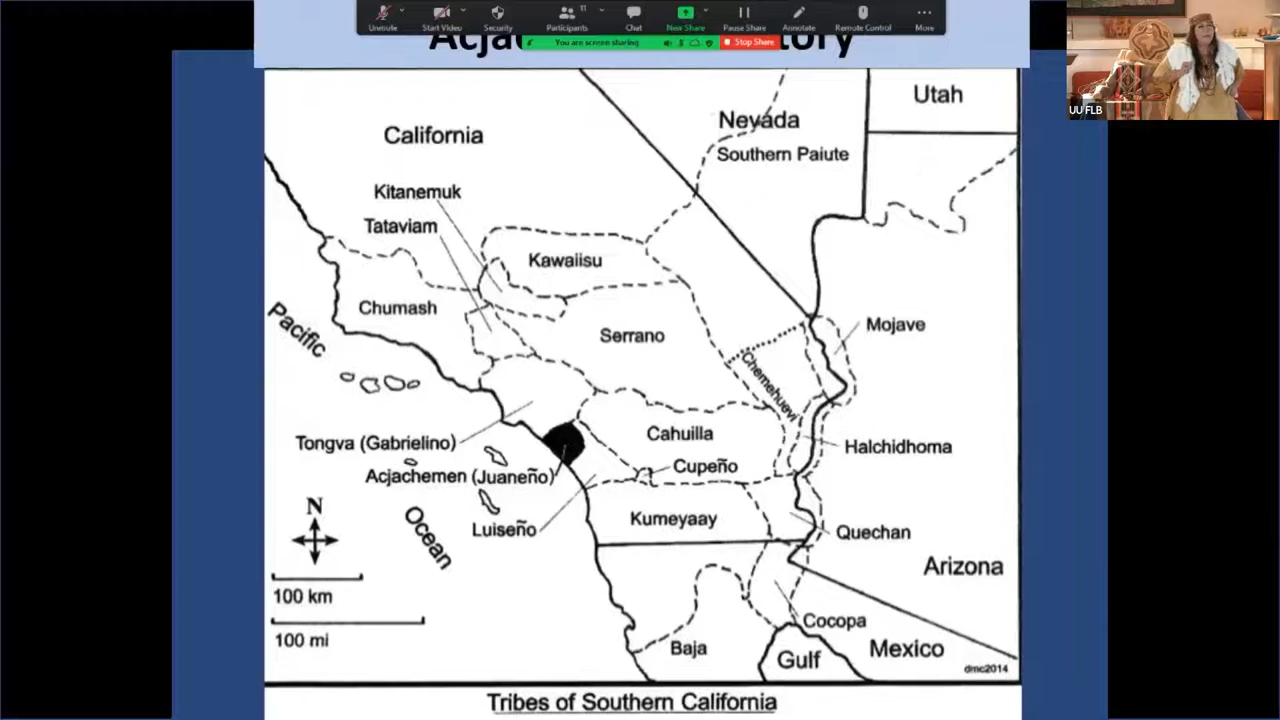 Unmute
Start Video
Security
Participants
11
Chat
New Share
Pause Share
Annotate
Remote Control
More
You are screen sharing
Stop Share
UU FLB
California
Nevada
Southern Paiute
Utah
Kitanemuk
Tataviam
Kawaiisu
Chumash
Serrano
Mojave
Chemehuevi
Pacific
Tongva (Gabrielino)
Cahuilla
Halchidhoma
Acjachemen (Juaneño)
Cupeño
Luiseño
Kumeyaay
Quechan
Ocean
N
Arizona
100 km
100 mi
Cocopa
Baja
Gulf
Mexico
dmc2014
Tribes of Southern California